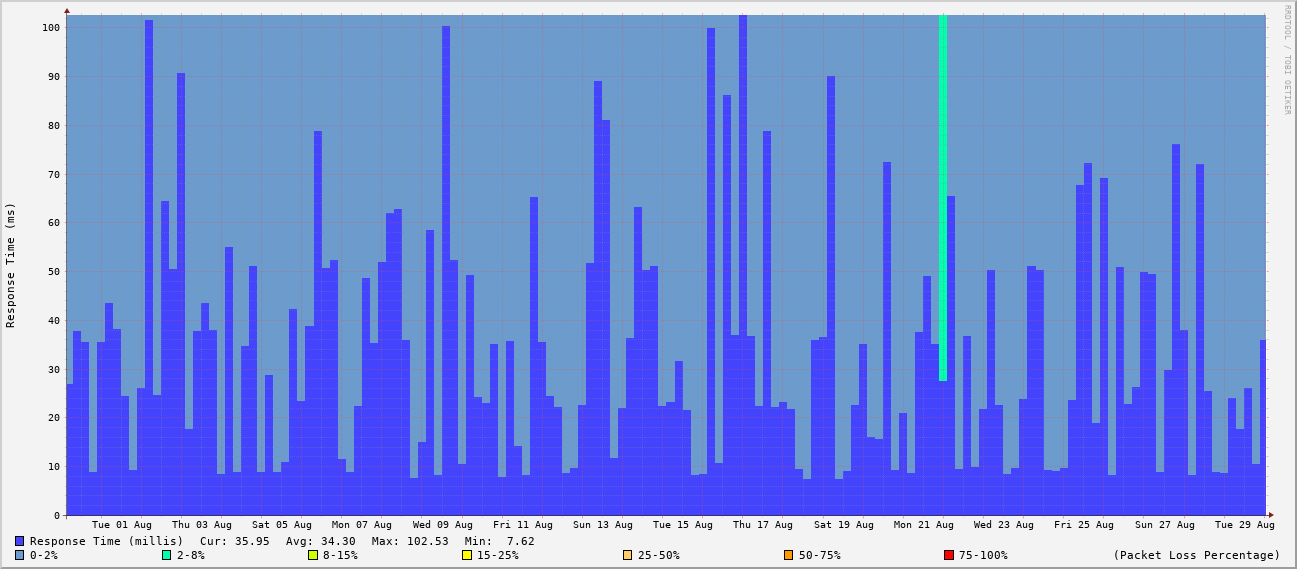 RRDTOOL / TOBI OETIKER
Response Time (ms)
100
90
80
70
60
50
40
30
20
10
0
Tue 01 Aug Thu 03 Aug Sat 05 Aug Mon 07 Aug Wed 09 Aug Fri 11 Aug Sun 13 Aug Tue 15 Aug Thu 17 Aug Sat 19 Aug Mon 21 Aug Wed 23 Aug Fri 25 Aug Sun 27 Aug Tue 29 Aug
Response Time (millis) Cur: 35.95 Avg: 34.30 Max: 102.53 Min: 7.62
0-2% 2-8% 8-15% 15-25% 25-50% 50-75% 75-100% (Packet Loss Percentage)